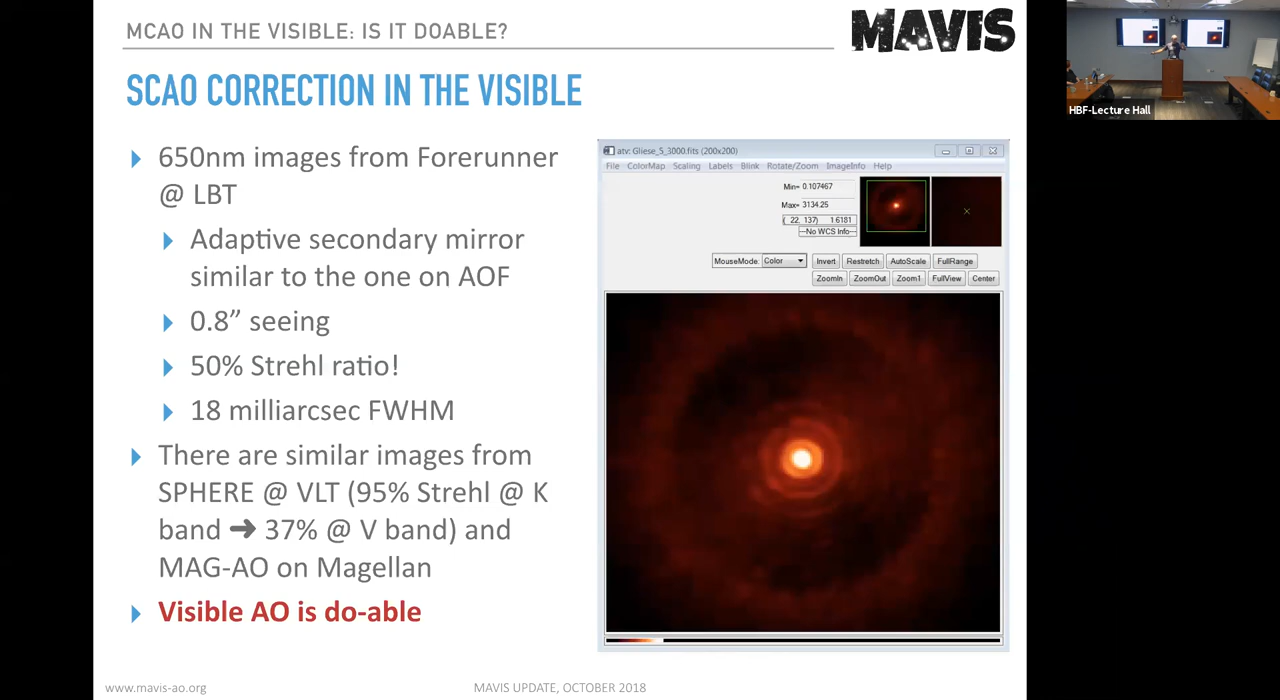 MCAO IN THE VISIBLE: IS IT DOABLE?
MAVIS
SCAO CORRECTION IN THE VISIBLE
650nm images from Forerunner
@ LBT
Adaptive secondary mirror
similar to the one on AOF
0.8” seeing
50% Strehl ratio!
18 milliarcsec FWHM
There are similar images from
SPHERE @ VLT (95% Strehl @ K
band ➜ 37% @ V band) and
MAG-AO on Magellan
Visible AO is do-able
atv: Gliese_5_3000.fits (200x200)
File ColorMap Scaling Labels Blink Rotate/Zoom ImageInfo Help
Min= 0.107467
Max= 3134.25
( 22, 137) 1.6181
No WCS Info
MouseMode: Color Invert Restretch AutoScale FullRange
ZoomIn ZoomOut Zoom1 FullView Center
www.mavis-ao.org
MAVIS UPDATE, OCTOBER 2018
HBF-Lecture Hall